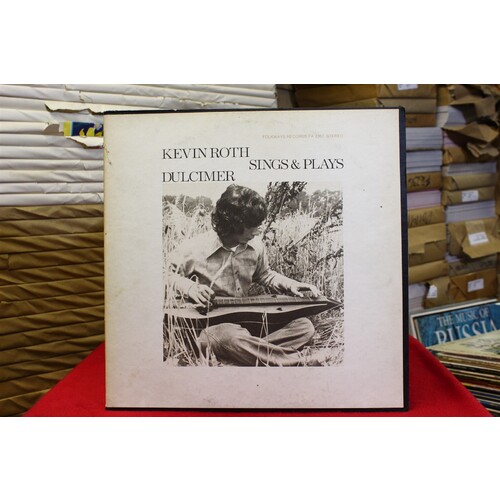 KEVIN ROTH
SINGS & PLAYS
DULCIMER
THE MUSIC OF
RUSSIA